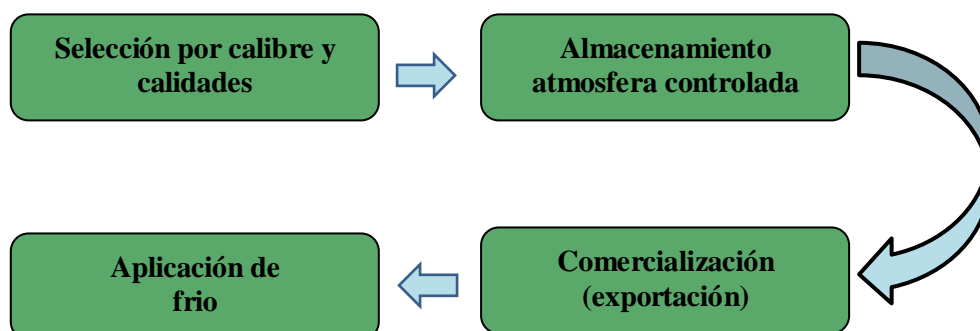 Selección por calibre y
calidades
Almacenamiento
atmosfera controlada
Comercialización
(exportación)
Aplicación de
frio